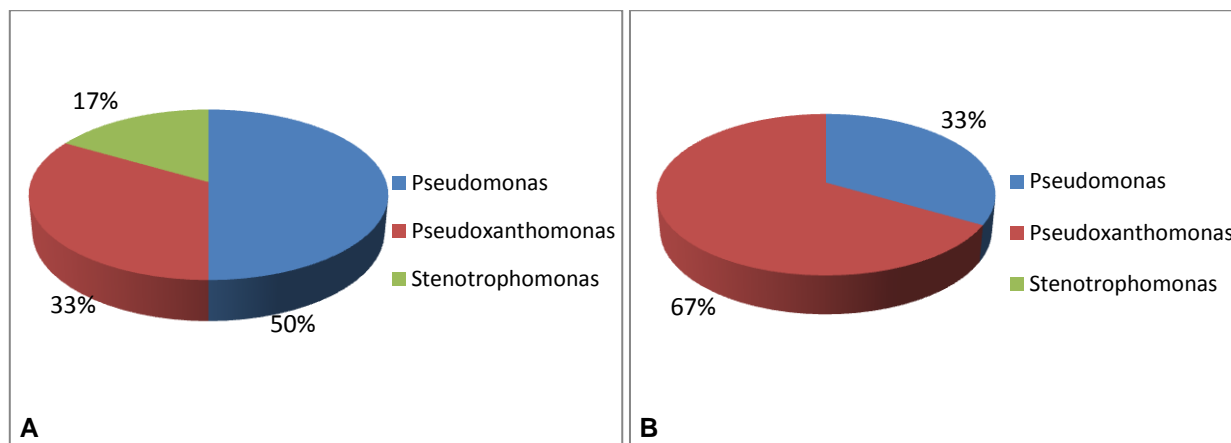 17%
33%
50%
Pseudomonas
Pseudoxanthomonas
Stenotrophomonas
A
33%
67%
Pseudomonas
Pseudoxanthomonas
Stenotrophomonas
B